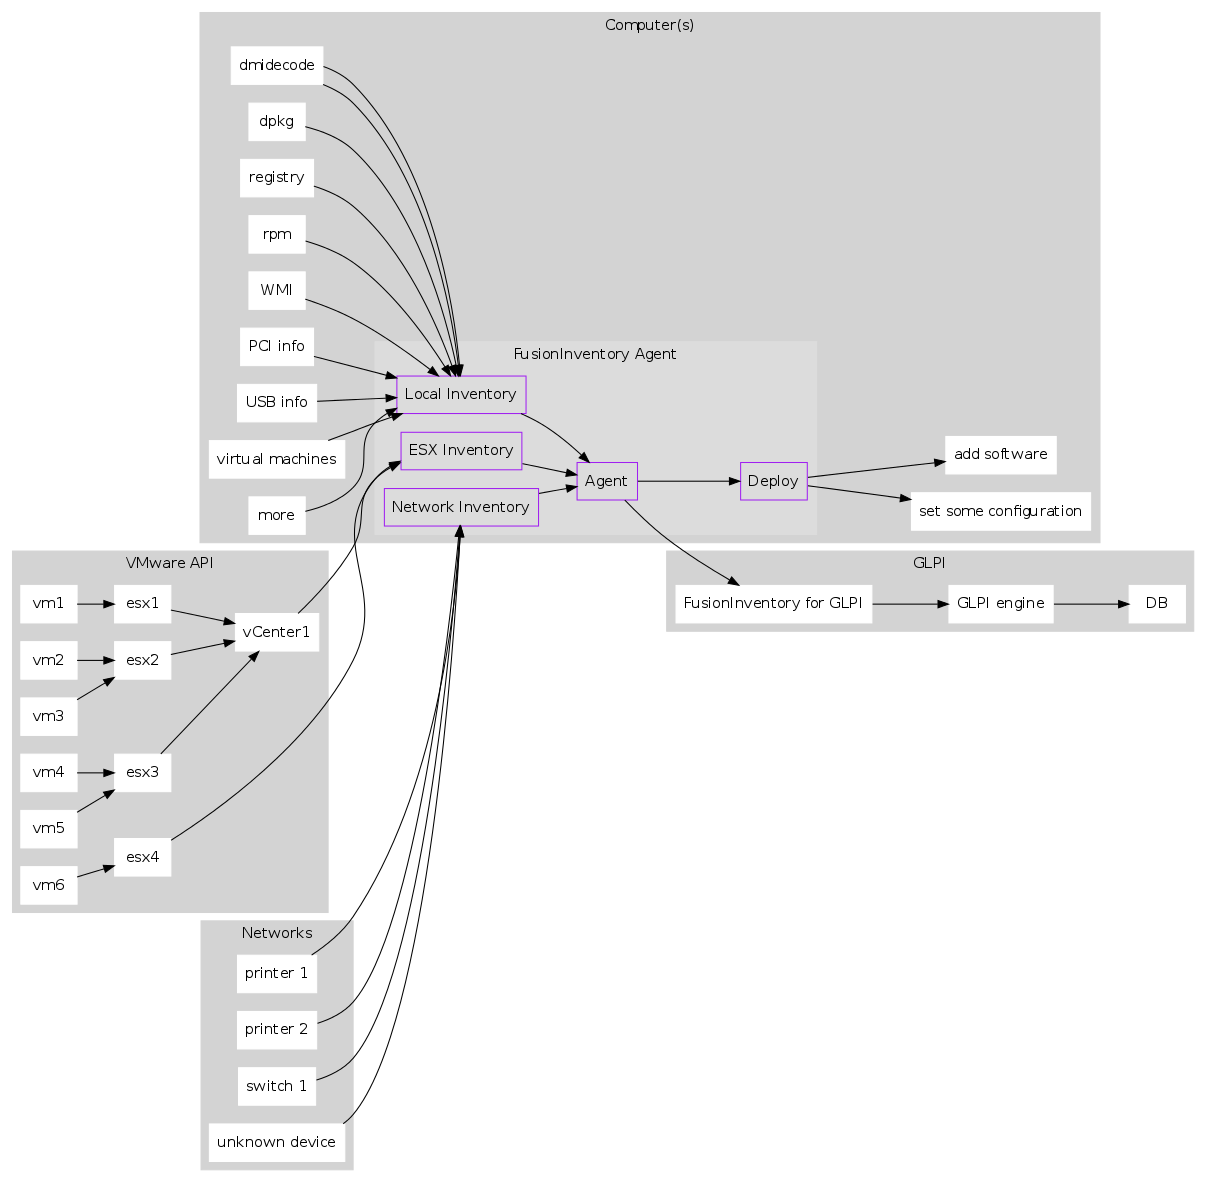 Computer(s)
dmidecode
dpkg
registry
rpm
WMI
PCI info
USB info
virtual machines
more
FusionInventory Agent
Local Inventory
ESX Inventory
Network Inventory
Agent
Deploy
add software
set some configuration
VMware API
vm1
esx1
vCenter1
vm2
esx2
vm3
vm4
esx3
vm5
esx4
vm6
GLPI
FusionInventory for GLPI
GLPI engine
DB
Networks
printer 1
printer 2
switch 1
unknown device